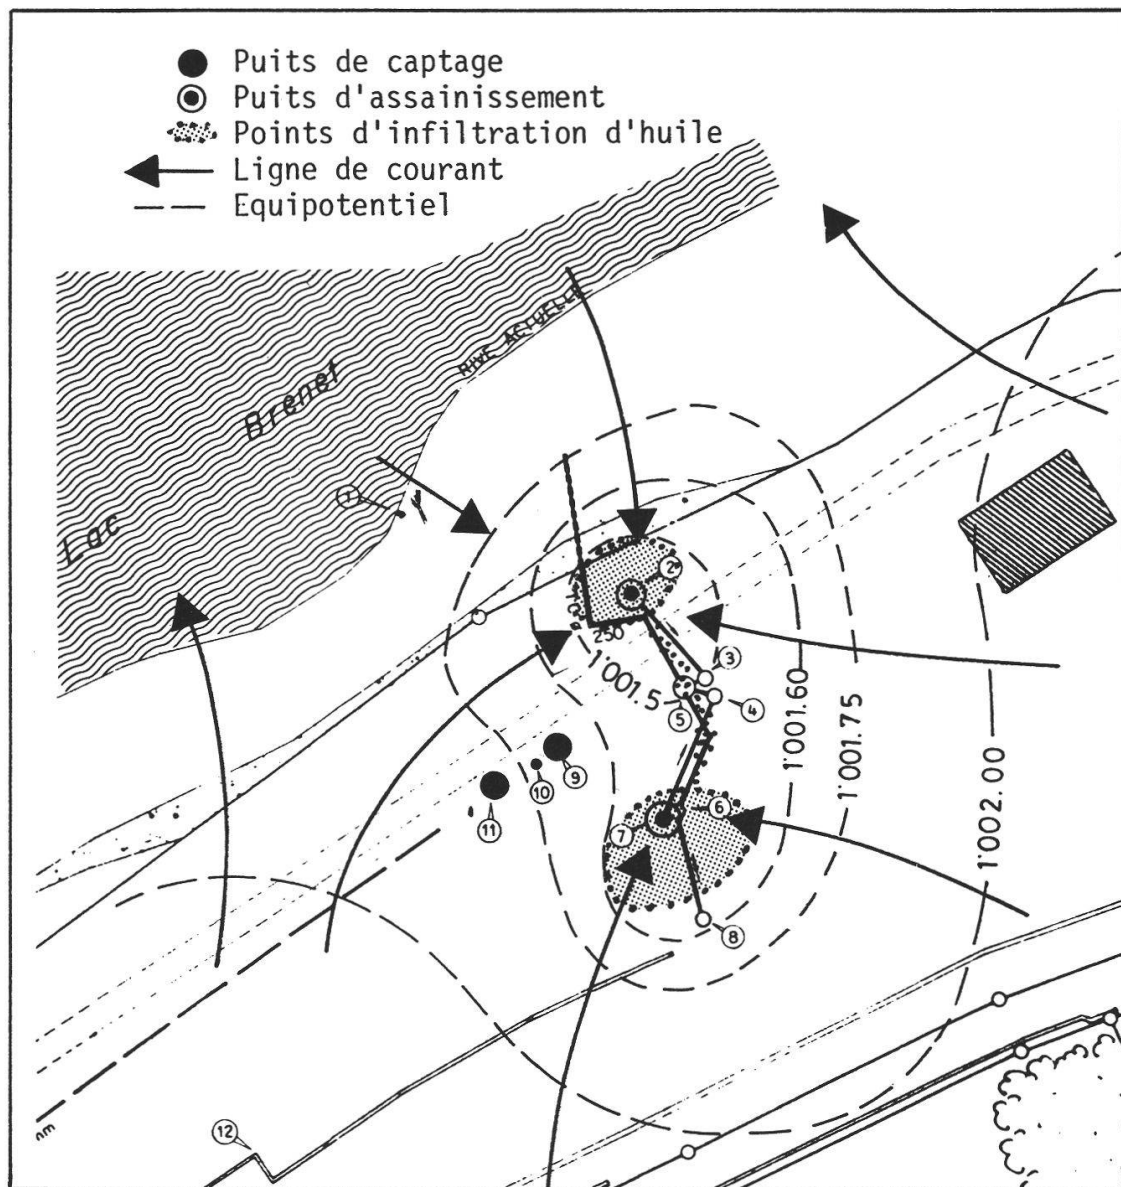 Puits de captage
Puits d'assainissement
Points d'infiltration d'huile
Ligne de courant
Equipotentiel
RIVE ACTUELLE
Lac Brenet
1
2
250
3
1'001.5
4
5
1'001.60
1'001.75
1'002.00
9
10
11
6
7
8
12